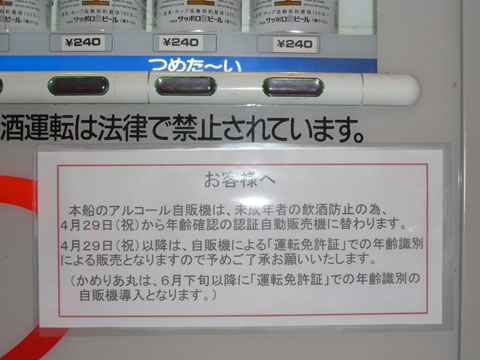 サッポロビール
サッポロビール
サッポロビール
¥240
¥240
¥240
つめた〜い
酒運転は法律で禁止されています。
お客様へ
本船のアルコール自販機は、未成年者の飲酒防止の為、
4月29日(祝)から年齢確認の認証自動販売機に替わります。
4月29日(祝)以降は、自販機による「運転免許証」での年齢識別
による販売となりますので予めご了承お願いいたします。
(かめりあ丸は、6月下旬以降に「運転免許証」での年齢識別の
自販機導入となります。)